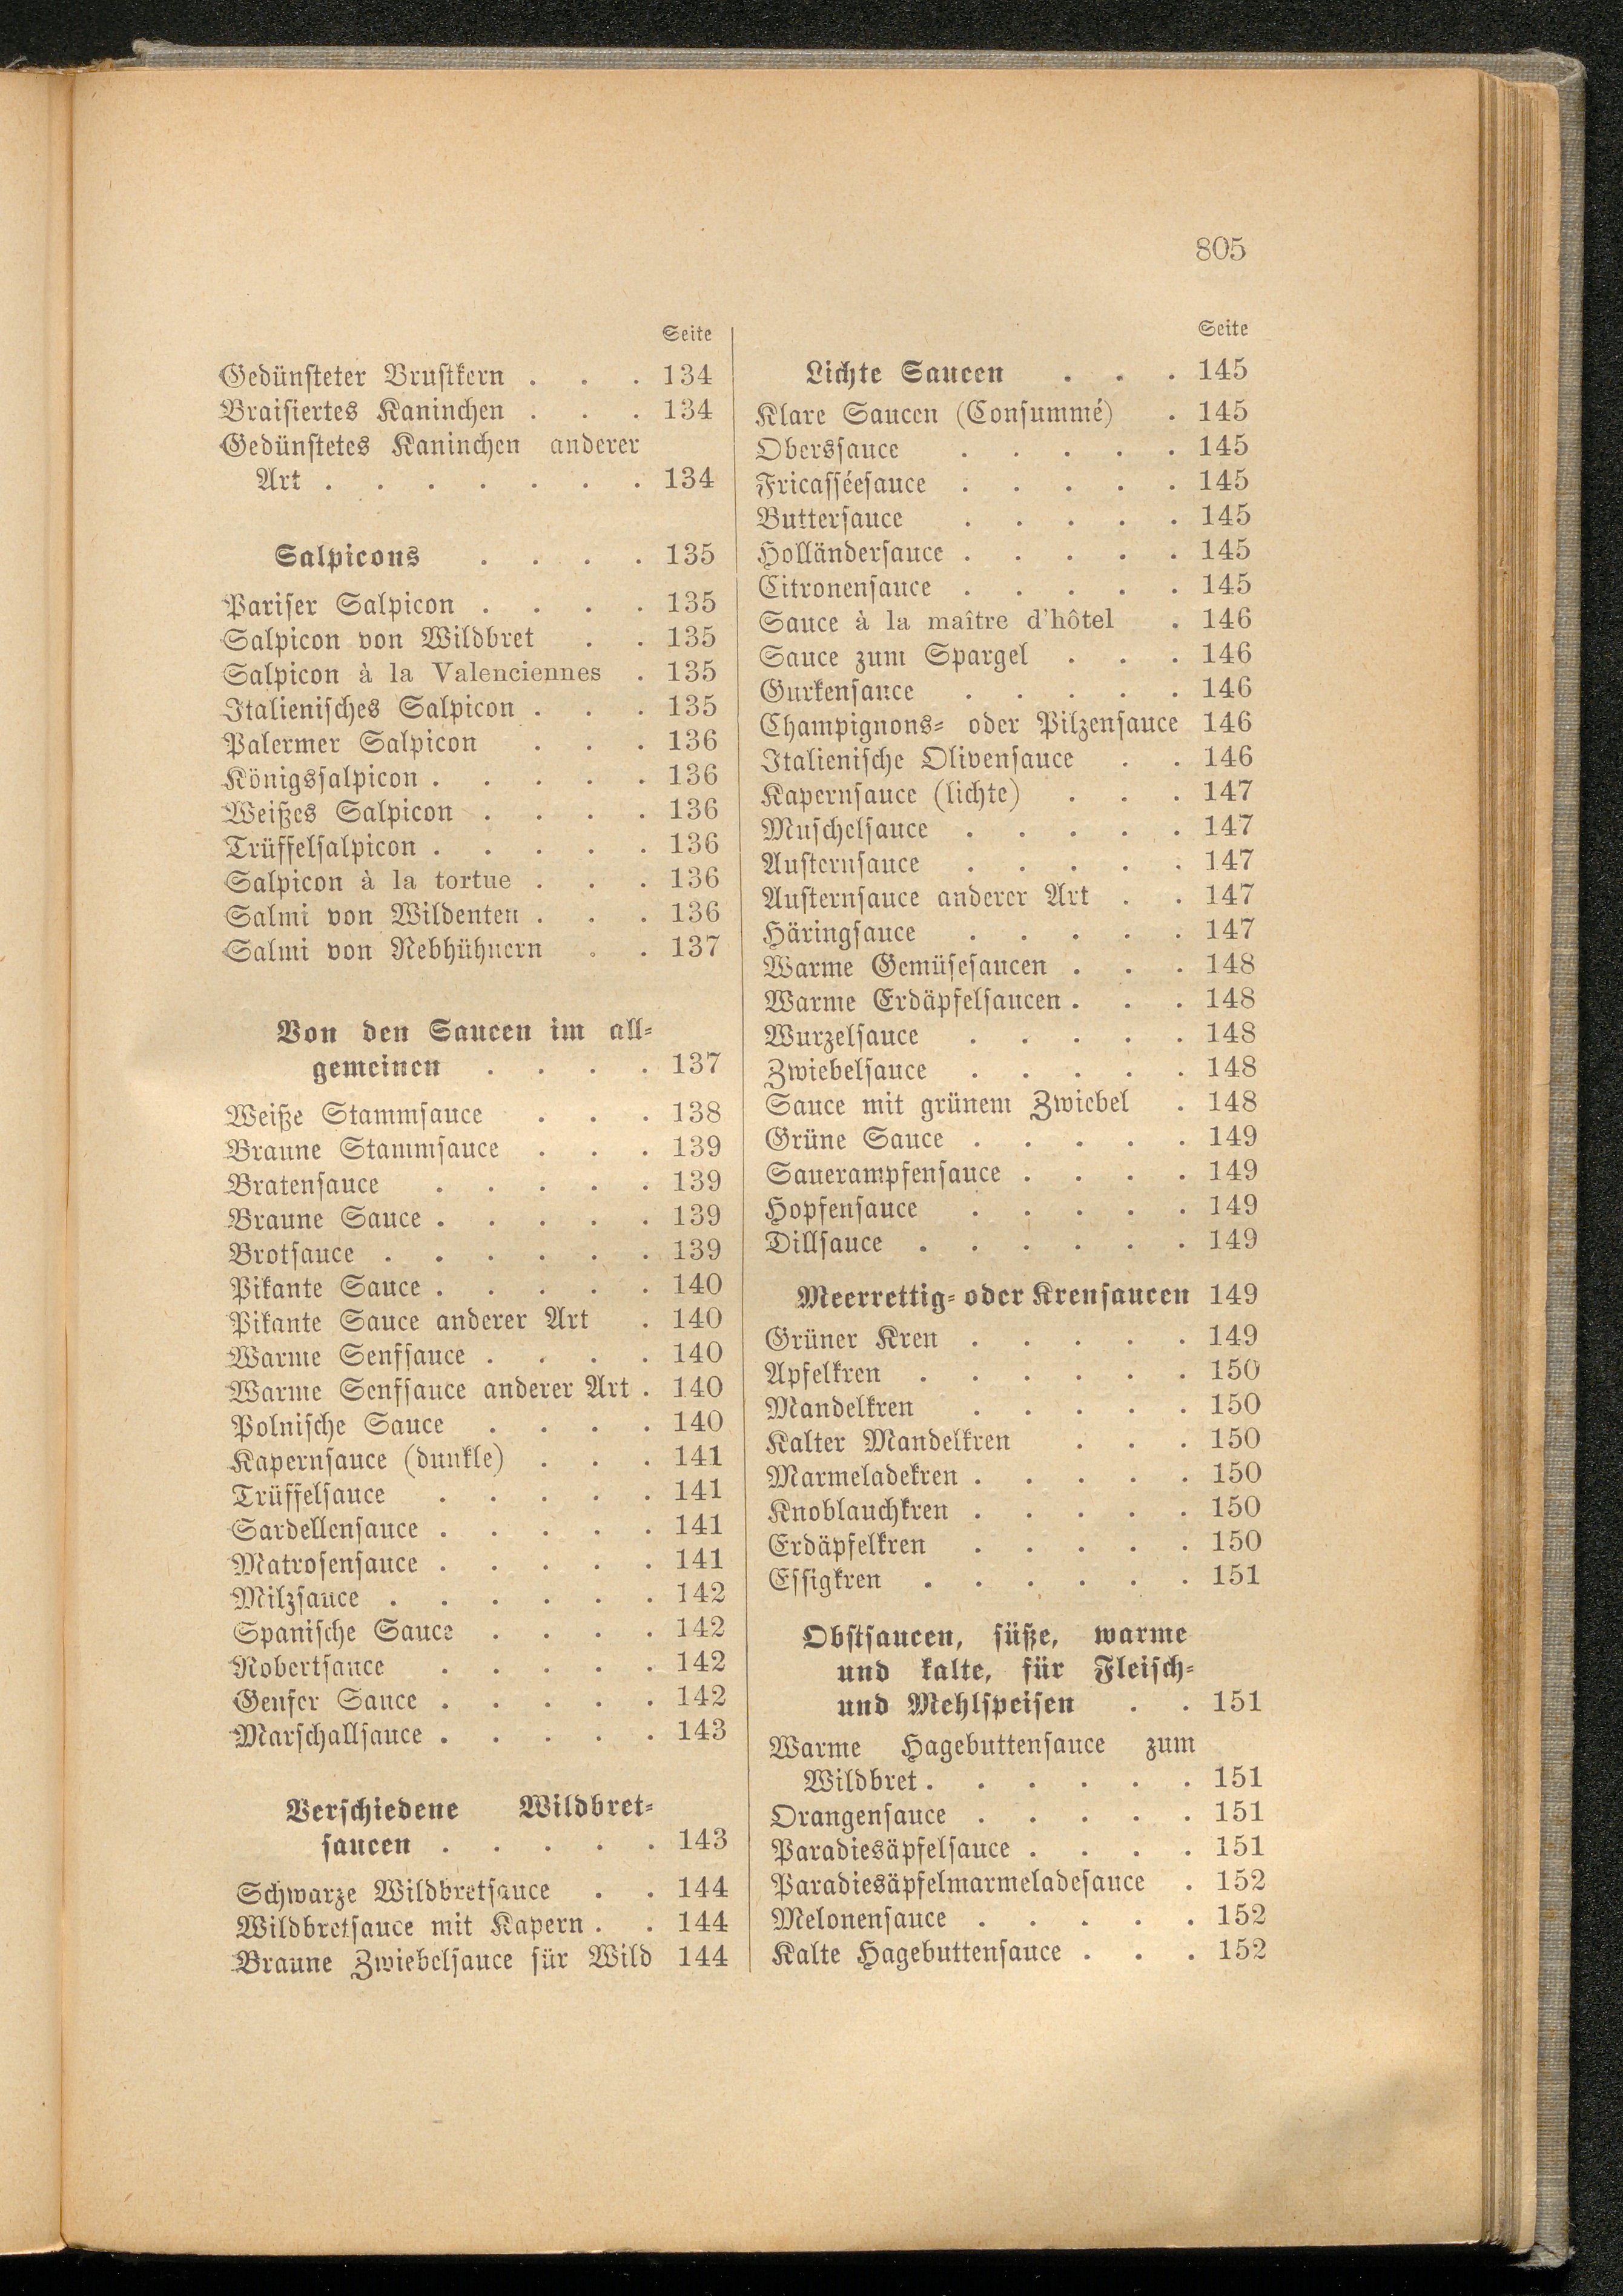 805
Seite
Gedünsteter Brustkern . . . 134
Braisiertes Kaninchen . . . 134
Gedünstetes Kaninchen anderer
Art . . . . . . . 134
Salpicons . . . . 135
Pariser Salpicon . . . . 135
Salpicon von Wildbret . . 135
Salpicon à la Valenciennes . 135
Italienisches Salpicon . . . 135
Palermer Salpicon . . . 136
Königssalpicon . . . . . 136
Weißes Salpicon . . . . 136
Trüffelsalpicon . . . . . 136
Salpicon à la tortue . . . 136
Salmi von Wildenten . . . 136
Salmi von Rebhühnern . . 137
Von den Saucen im all-
gemeinen . . . . 137
Weiße Stammsauce . . . 138
Braune Stammsauce . . . 139
Bratensauce . . . . . 139
Braune Sauce . . . . . 139
Brotsauce . . . . . . 139
Pikante Sauce . . . . . 140
Pikante Sauce anderer Art . 140
Warme Senfsauce . . . . 140
Warme Senfsauce anderer Art . 140
Polnische Sauce . . . . 140
Kapernsauce (dunkle) . . . 141
Trüffelsauce . . . . . 141
Sardellensauce . . . . . 141
Matrosensauce . . . . . 141
Milzsauce . . . . . . 142
Spanische Sauce . . . . 142
Robertsauce . . . . . 142
Genfer Sauce . . . . . 142
Marschallsauce . . . . . 143
Verschiedene Wildbret-
saucen . . . . . 143
Schwarze Wildbretsauce . . 144
Wildbretsauce mit Kapern . . 144
Braune Zwiebelsauce für Wild 144
Seite
Lichte Saucen . . . 145
Klare Saucen (Consummé) . 145
Oberssauce . . . . . 145
Fricasséesauce . . . . . 145
Buttersauce . . . . . 145
Holländersauce . . . . . 145
Citronensauce . . . . . 145
Sauce à la maître d'hôtel . 146
Sauce zum Spargel . . . 146
Gurkensauce . . . . . 146
Champignons- oder Pilzensauce 146
Italienische Olivensauce . . 146
Kapernsauce (lichte) . . . 147
Muschelsauce . . . . . 147
Austernsauce . . . . . 147
Austernsauce anderer Art . . 147
Häringsauce . . . . . 147
Warme Gemüsesaucen . . . 148
Warme Erdäpfelsaucen . . . 148
Wurzelsauce . . . . . 148
Zwiebelsauce . . . . . 148
Sauce mit grünem Zwiebel . 148
Grüne Sauce . . . . . 149
Sauerampfensauce . . . . 149
Hopfensauce . . . . . 149
Dillsauce . . . . . . 149
Meerrettig- oder Krensaucen 149
Grüner Kren . . . . . 149
Apfelkren . . . . . . 150
Mandelkren . . . . . 150
Kalter Mandelkren . . . 150
Marmeladekren . . . . . 150
Knoblauchkren . . . . . 150
Erdäpfelkren . . . . . 150
Essigkren . . . . . . 151
Obstsaucen, süße, warme
und kalte, für Fleisch-
und Mehlspeisen . . 151
Warme Hagebuttensauce zum
Wildbret . . . . . . 151
Orangensauce . . . . . 151
Paradiesäpfelsauce . . . . 151
Paradiesäpfelmarmeladesauce . 152
Melonensauce . . . . . 152
Kalte Hagebuttensauce . . . 152